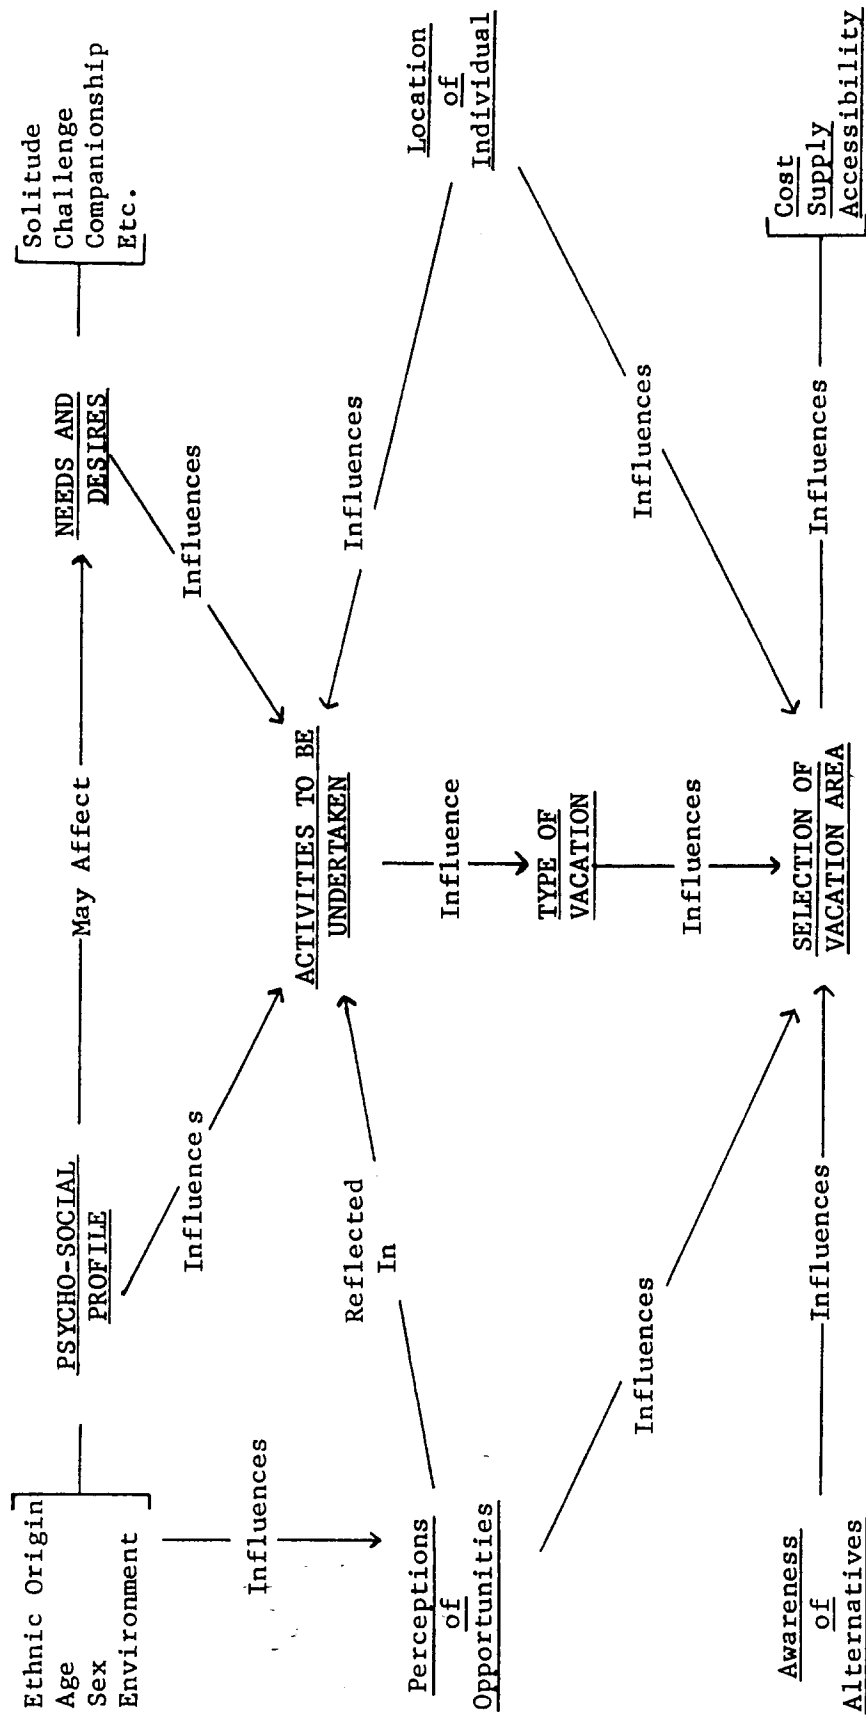 Ethnic Origin
Age
Sex
Environment
PSYCHO-SOCIAL
PROFILE
May Affect
NEEDS AND
DESIRES
Solitude
Challenge
Companionship
Etc.
Influences
Influences
Influences
Perceptions
of
Opportunities
Reflected
In
ACTIVITIES TO BE
UNDERTAKEN
Influences
Location
of
Individual
Influence
TYPE OF
VACATION
Influences
Influences
Influences
Awareness
of
Alternatives
Influences
SELECTION OF
VACATION AREA
Influences
Cost
Supply
Accessibility